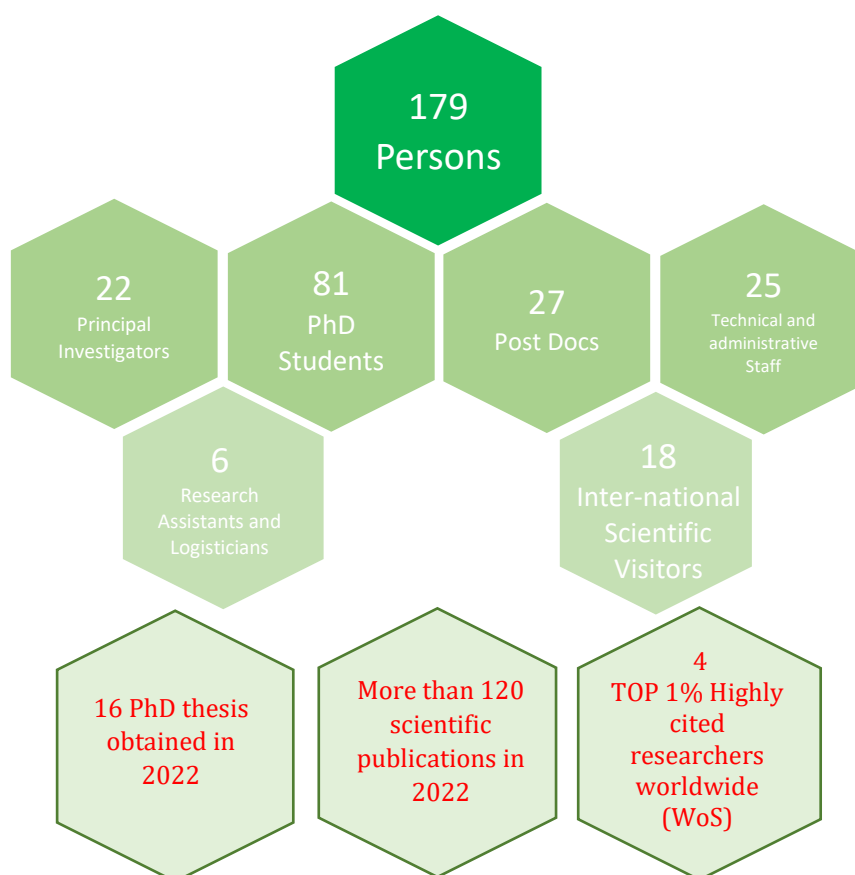 179
Persons
22
Principal
Investigators
81
PhD
Students
27
Post Docs
25
Technical and
administrative
Staff
6
Research
Assistants and
Logisticians
18
Inter-national
Scientific
Visitors
16 PhD thesis
obtained in
2022
More than 120
scientific
publications in
2022
4
TOP 1% Highly
cited
researchers
worldwide
(WoS)